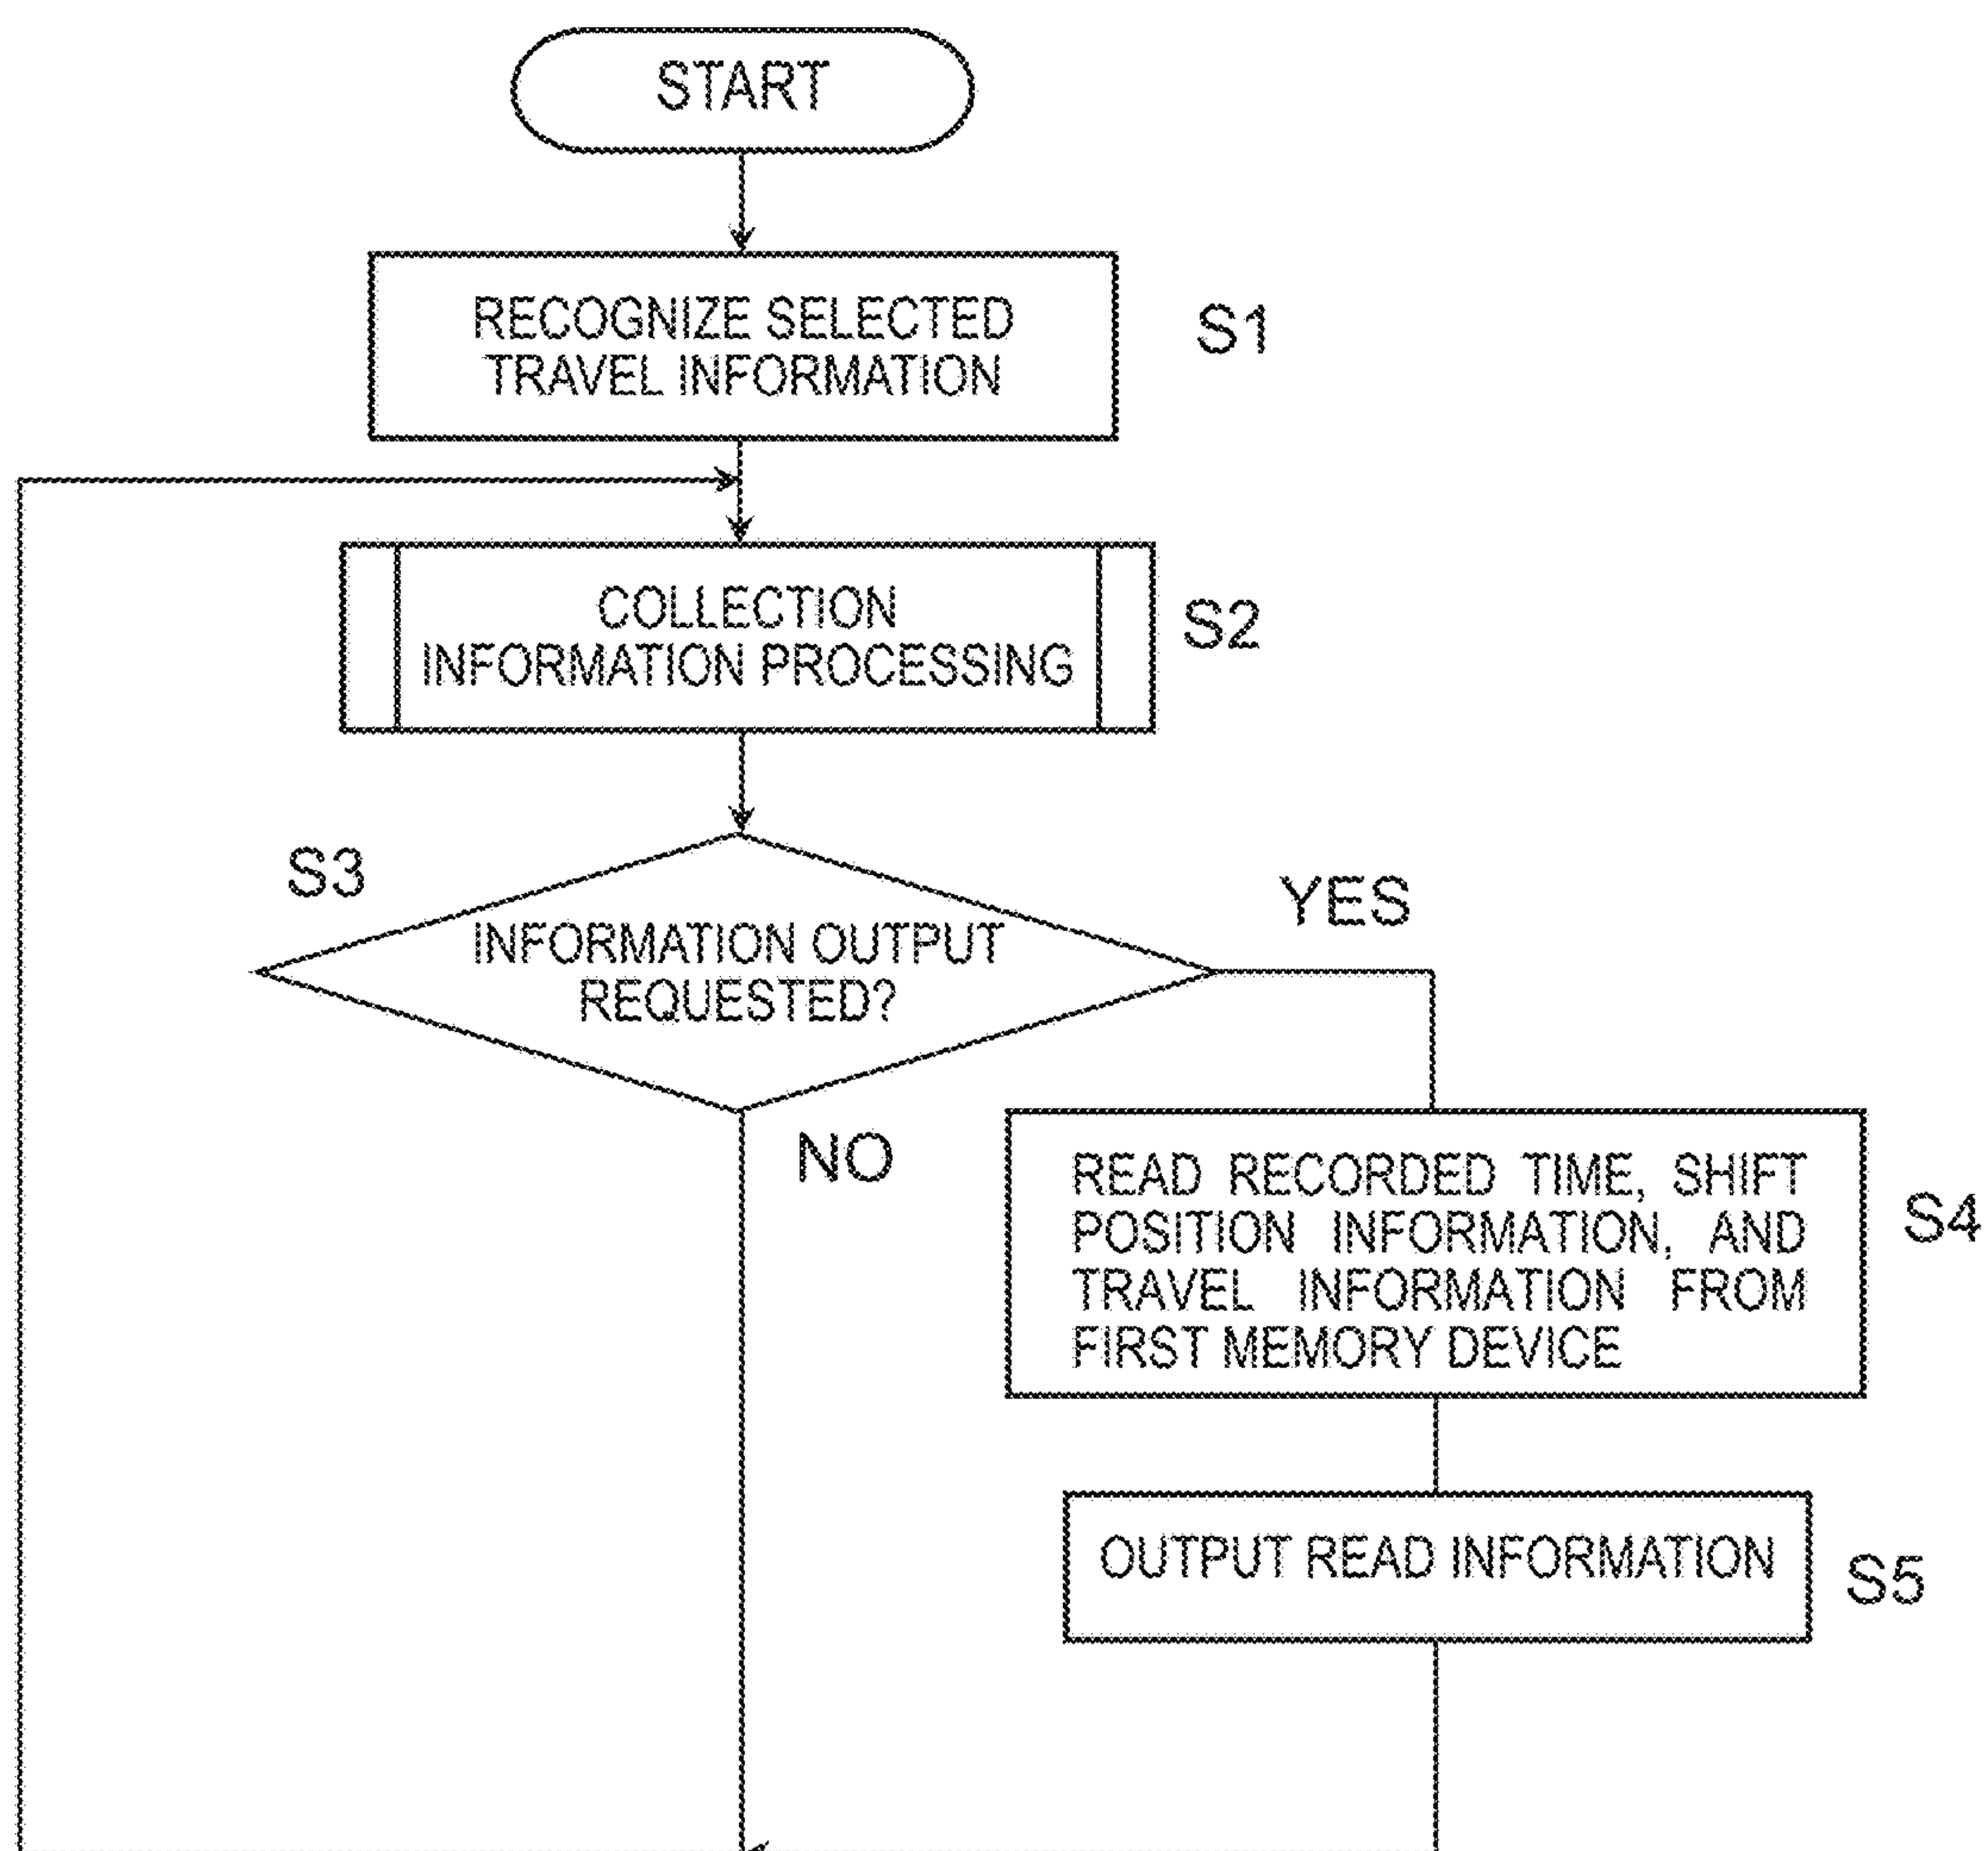 START
RECOGNIZE SELECTED
TRAVEL INFORMATION
S1
COLLECTION
INFORMATION PROCESSING
S2
S3
INFORMATION OUTPUT
REQUESTED?
YES
NO
READ RECORDED TIME, SHIFT
POSITION INFORMATION, AND
TRAVEL INFORMATION FROM
FIRST MEMORY DEVICE
S4
OUTPUT READ INFORMATION
S5